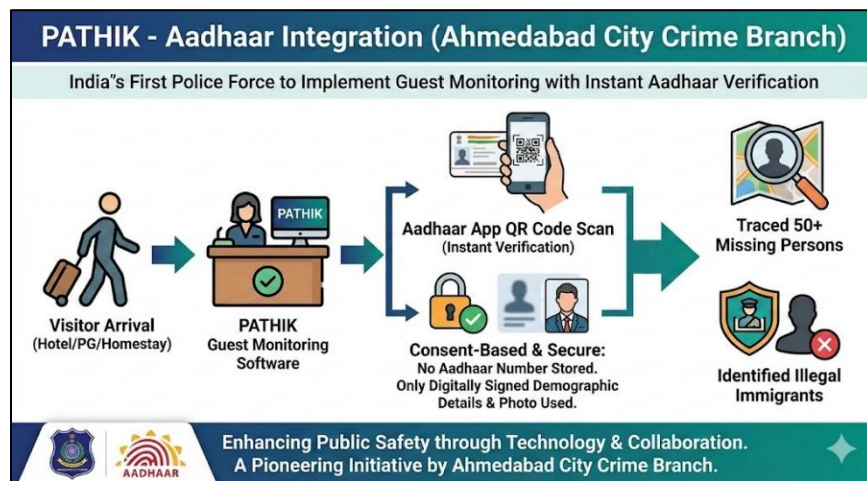 PATHIK - Aadhaar Integration (Ahmedabad City Crime Branch)
India"s First Police Force to Implement Guest Monitoring with Instant Aadhaar Verification
Visitor Arrival
(Hotel/PG/Homestay)
PATHIK
PATHIK
Guest Monitoring
Software
Aadhaar App QR Code Scan
(Instant Verification)
Consent-Based & Secure:
No Aadhaar Number Stored.
Only Digitally Signed Demographic
Details & Photo Used.
Traced 50+
Missing Persons
Identified Illegal
Immigrants
AADHAAR
Enhancing Public Safety through Technology & Collaboration.
A Pioneering Initiative by Ahmedabad City Crime Branch.